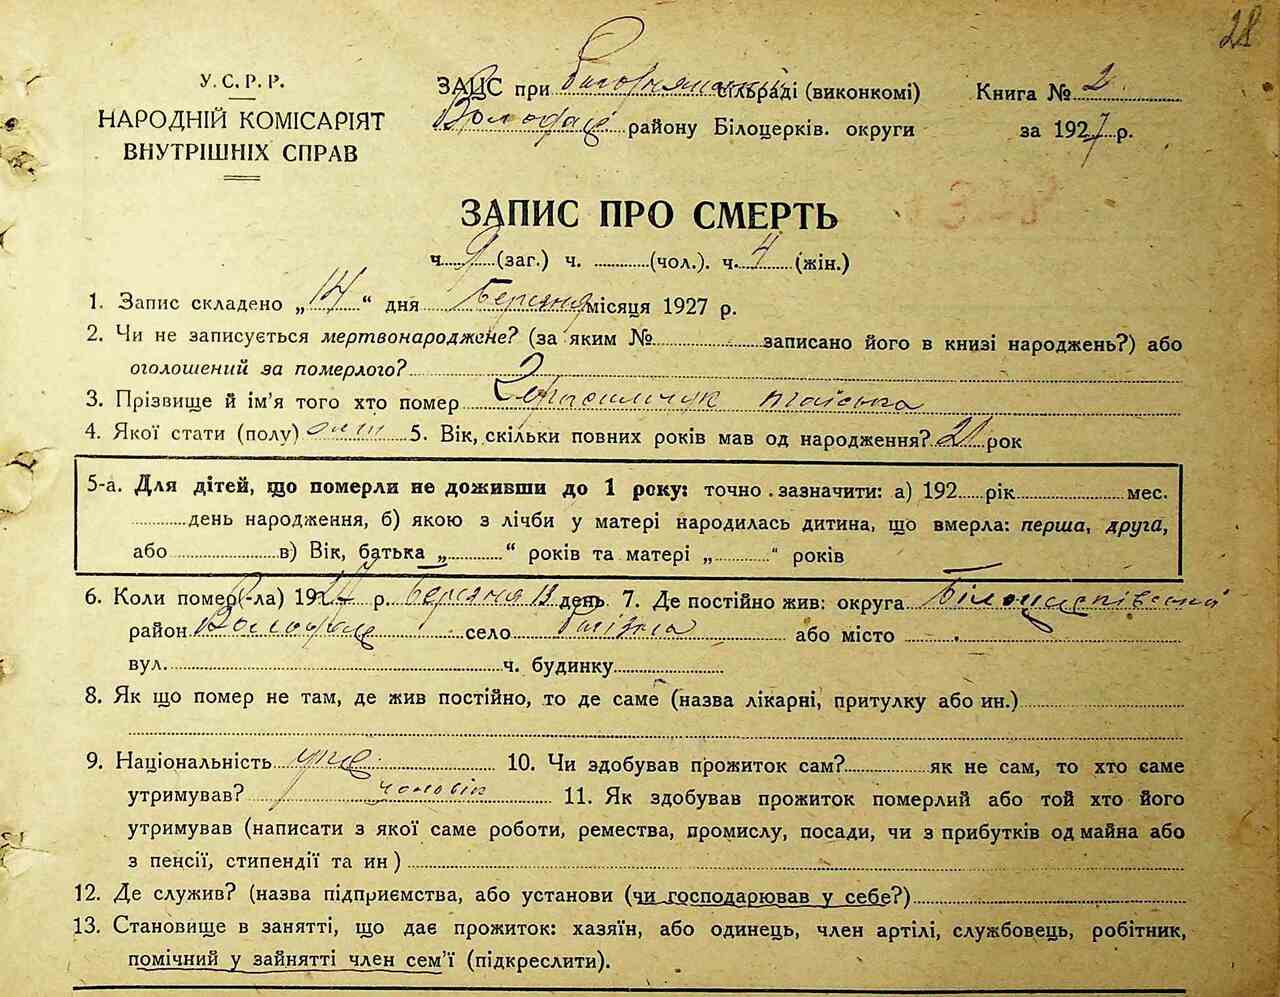 28
У. С. Р. Р.
НАРОДНІЙ КОМІСАРІЯТ
ВНУТРІШНІХ СПРАВ
ЗАЦС при сільраді (виконкомі) Книга № 2
Володар району Білоцерків. округи за 1927 р.
ЗАПИС ПРО СМЕРТЬ
ч. 9 (заг.) ч. (чол.). ч. 4 (жін.)
1. Запис складено „14“ дня Березня місяця 1927 р.
2. Чи не записується мертвонароджене? (за яким № записано його в книзі народжень?) або
оголошений за померлого?
3. Прізвище й ім'я того хто помер Герасимчук
4. Якої стати (полу) 5. Вік, скільки повних років мав од народження? рок
5-а. Для дітей, що померли не доживши до 1 року: точно зазначити: а) 192 рік мес.
день народження, б) якою з лічби у матері народилась дитина, що вмерла: перша, друга,
або в) Вік, батька „ “ років та матері „ “ років
6. Коли помер(-ла) 1927 р. Березня 13 день 7. Де постійно жив: округа Білоцерківський
район Володар село або місто
вул. ч. будинку
8. Як що помер не там, де жив постійно, то де саме (назва лікарні, притулку або ин.)
9. Національність укр 10. Чи здобував прожиток сам? як не сам, то хто саме
утримував? чоловік 11. Як здобував прожиток померлий або той хто його
утримував (написати з якої саме роботи, ремества, промислу, посади, чи з прибутків од майна або
з пенсії, стипендії та ин)
12. Де служив? (назва підприємства, або установи (чи господарював у себе?)
13. Становище в занятті, що дає прожиток: хазяїн, або одинець, член артілі, службовець, робітник,
помічний у зайнятті член сем'ї (підкреслити).